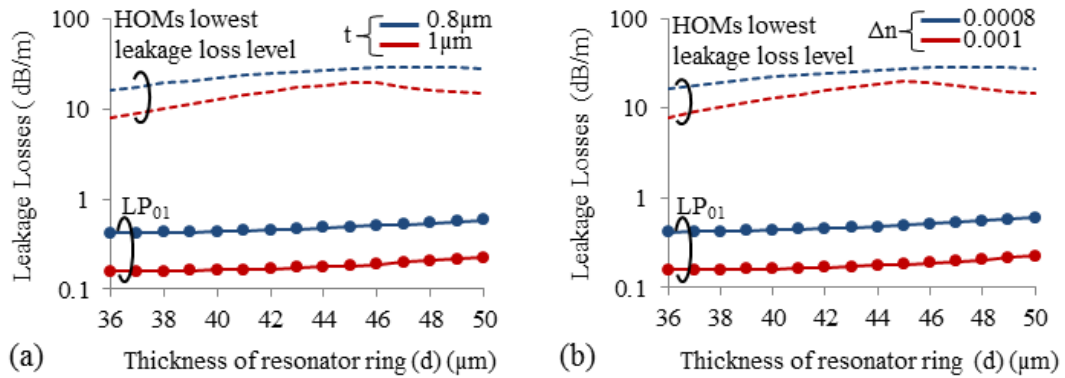 100
10
1
0.1
Leakage Losses ( dB/m)
HOMs lowest
leakage loss level
t
0.8μm
1μm
LP01
36 38 40 42 44 46 48 50
(a) Thickness of resonator ring (d) (μm)
100
10
1
0.1
Leakage Losses (dB/m)
HOMs lowest
leakage loss level
Δn
0.0008
0.001
LP01
36 38 40 42 44 46 48 50
(b) Thickness of resonator ring (d) (μm)